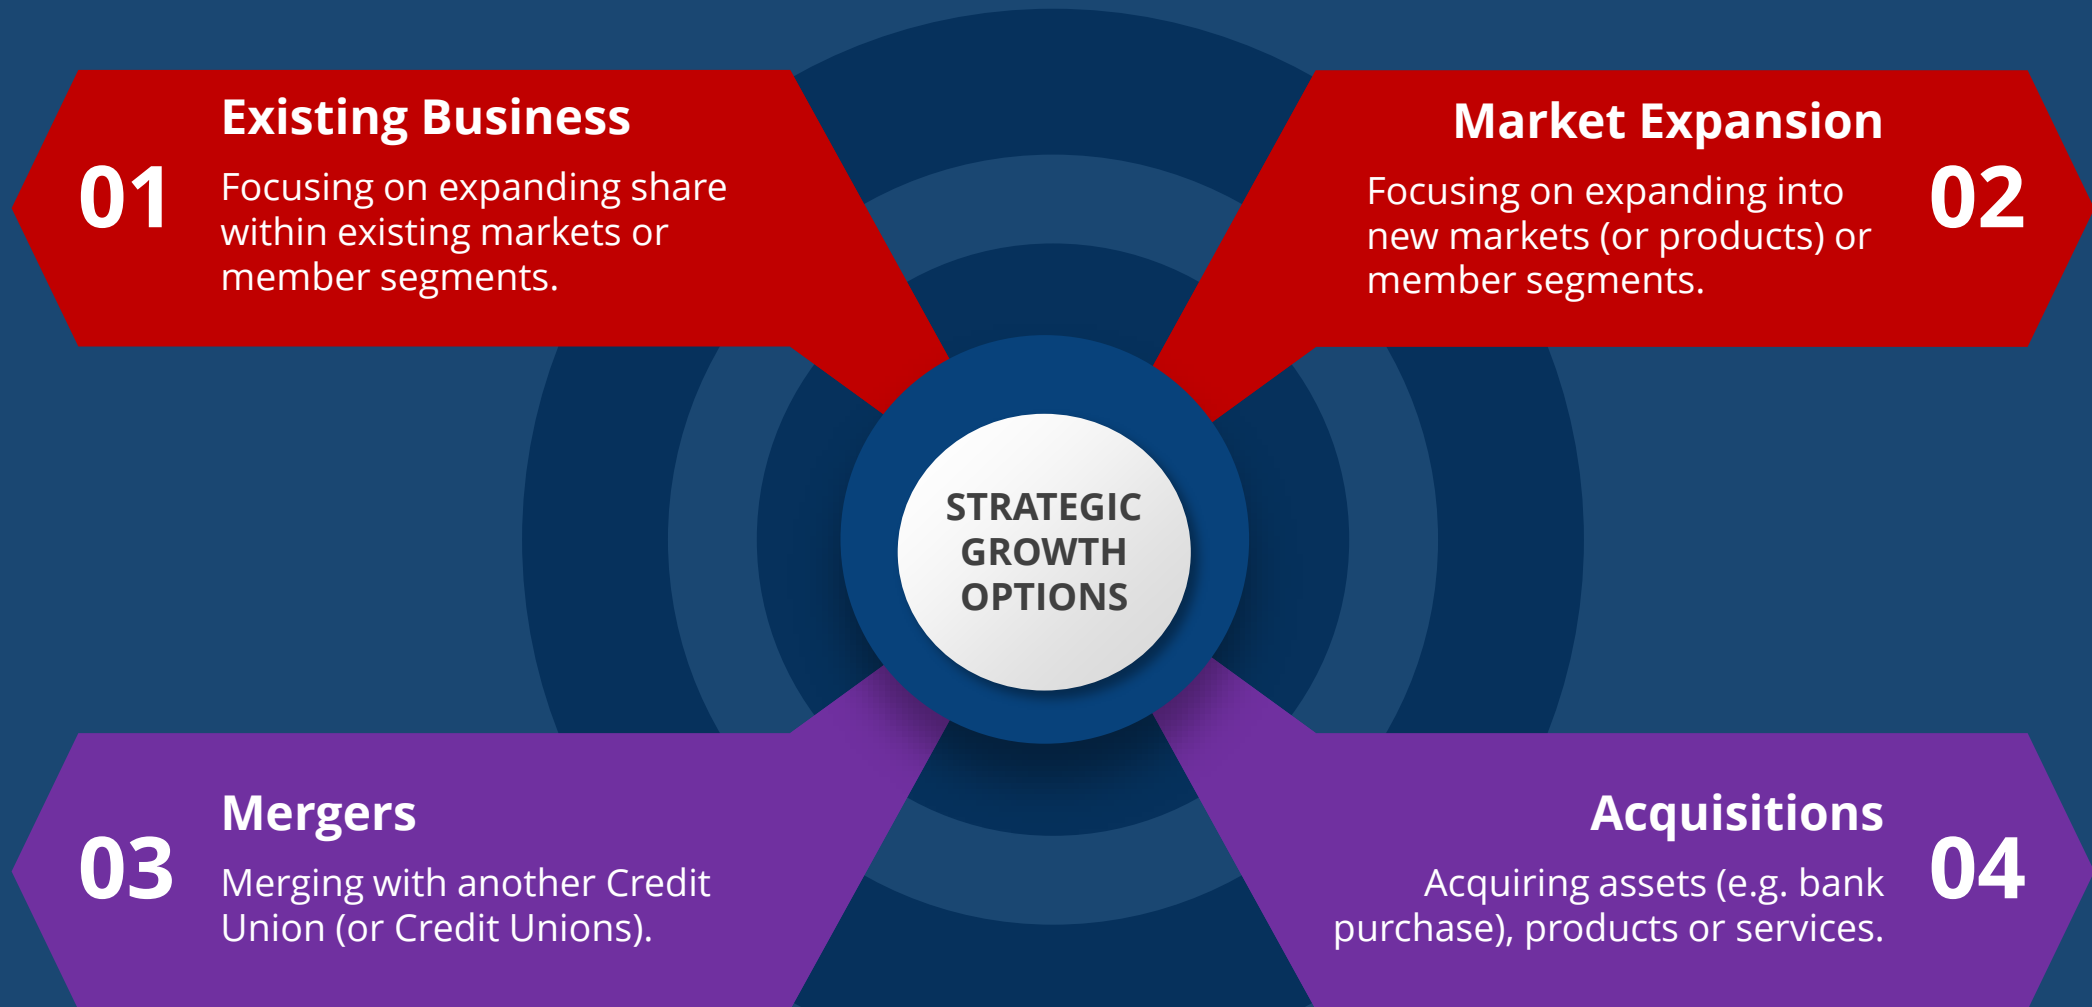 Existing Business
01
Focusing on expanding share
within existing markets or
member segments.
Market Expansion
02
Focusing on expanding into
new markets (or products) or
member segments.
STRATEGIC
GROWTH
OPTIONS
Mergers
03
Merging with another Credit
Union (or Credit Unions).
Acquisitions
04
Acquiring assets (e.g. bank
purchase), products or services.